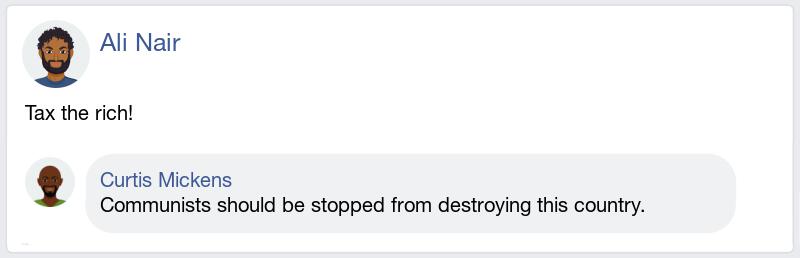 Ali Nair
Tax the rich!
Curtis Mickens
Communists should be stopped from destroying this country.